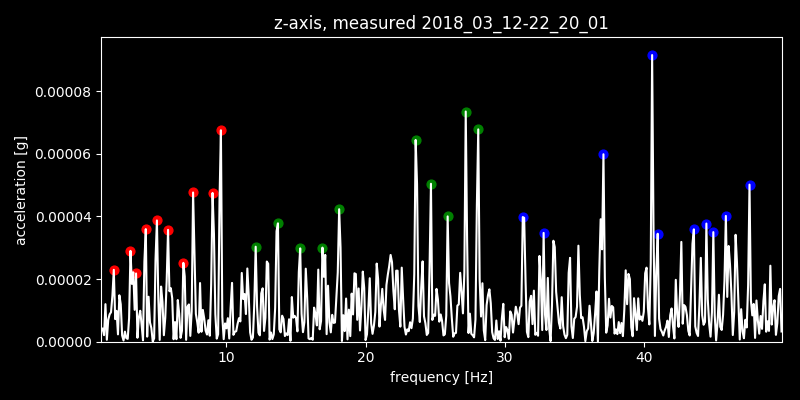 z-axis, measured 2018_03_12-22_20_01
0.00008
0.00006
0.00004
0.00002
0.00000
acceleration [g]
10 20 30 40
frequency [Hz]